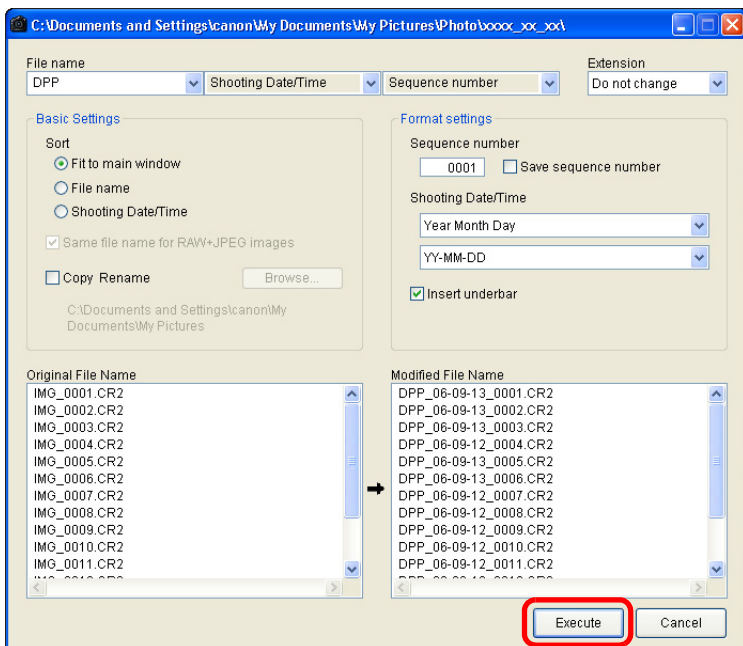 C:\Documents and Settings\canon\My Documents\My Pictures\Photo\xxxx_xx_xx\
File name
Extension
DPP
Shooting Date/Time
Sequence number
Do not change
Basic Settings
Sort
Fit to main window
File name
Shooting Date/Time
Same file name for RAW+JPEG images
Copy Rename
Browse...
C:\Documents and Settings\canon\My
Documents\My Pictures
Format settings
Sequence number
0001
Save sequence number
Shooting Date/Time
Year Month Day
YY-MM-DD
Insert underbar
Original File Name
IMG_0001.CR2
IMG_0002.CR2
IMG_0003.CR2
IMG_0004.CR2
IMG_0005.CR2
IMG_0006.CR2
IMG_0007.CR2
IMG_0008.CR2
IMG_0009.CR2
IMG_0010.CR2
IMG_0011.CR2
Modified File Name
DPP_06-09-13_0001.CR2
DPP_06-09-13_0002.CR2
DPP_06-09-13_0003.CR2
DPP_06-09-12_0004.CR2
DPP_06-09-13_0005.CR2
DPP_06-09-13_0006.CR2
DPP_06-09-12_0007.CR2
DPP_06-09-12_0008.CR2
DPP_06-09-12_0009.CR2
DPP_06-09-12_0010.CR2
DPP_06-09-12_0011.CR2
Execute
Cancel